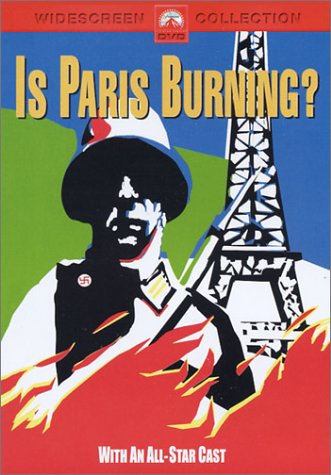 WIDESCREEN COLLECTION
DVD
IS PARIS BURNING?
WITH AN ALL-STAR CAST